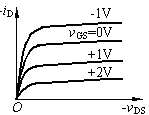 -iD
-1V
vGS=0V
+1V
+2V
O
-vDS